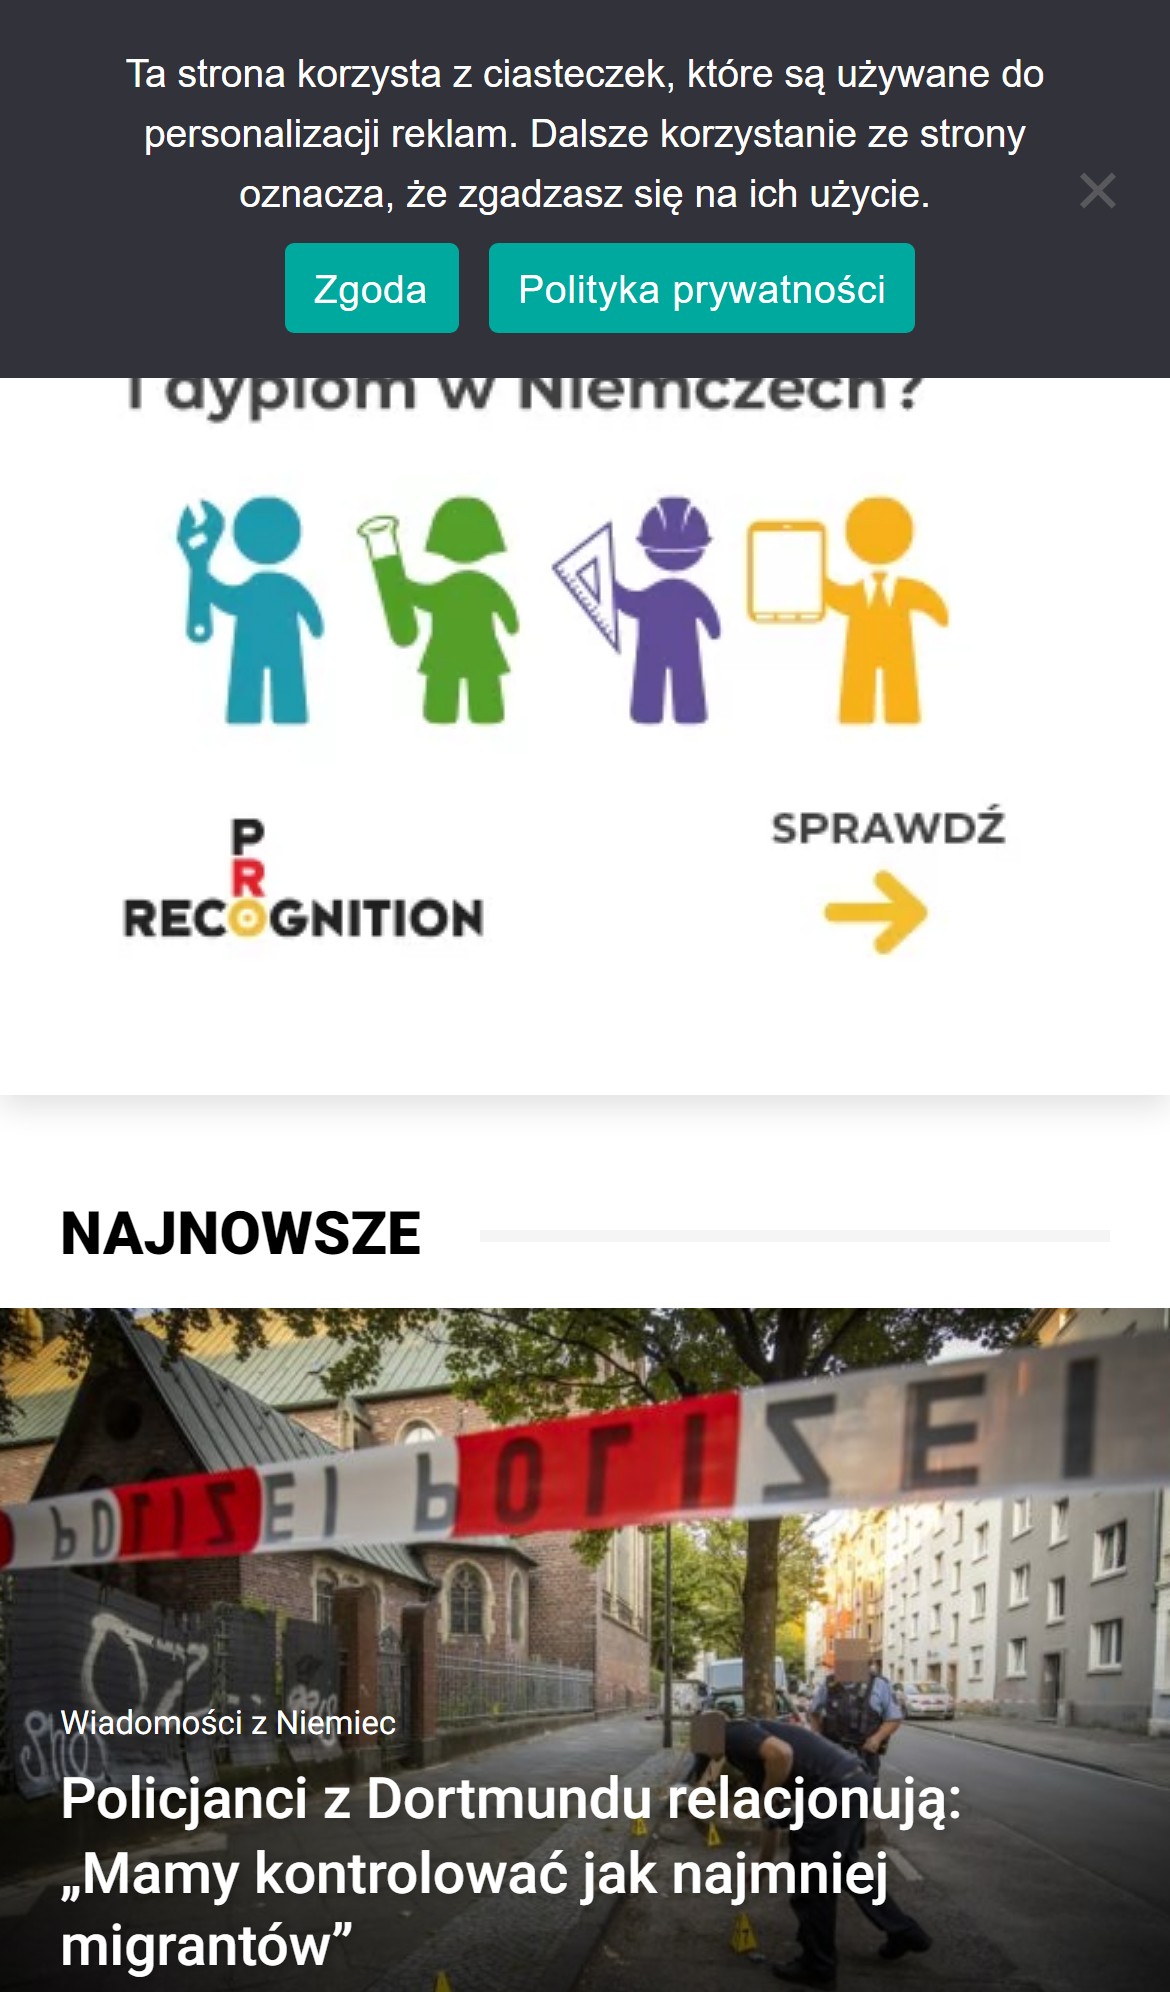 Ta strona korzysta z ciasteczek, które są używane do
personalizacji reklam. Dalsze korzystanie ze strony
oznacza, że zgadzasz się na ich użycie.
Zgoda
Polityka prywatności
i dyplom w Niemczech?
SPRAWDŹ
PRO
RECOGNITION
NAJNOWSZE
POLIZEI POLIZEI
Wiadomości z Niemiec
Policjanci z Dortmundu relacjonują:
„Mamy kontrolować jak najmniej
migrantów”